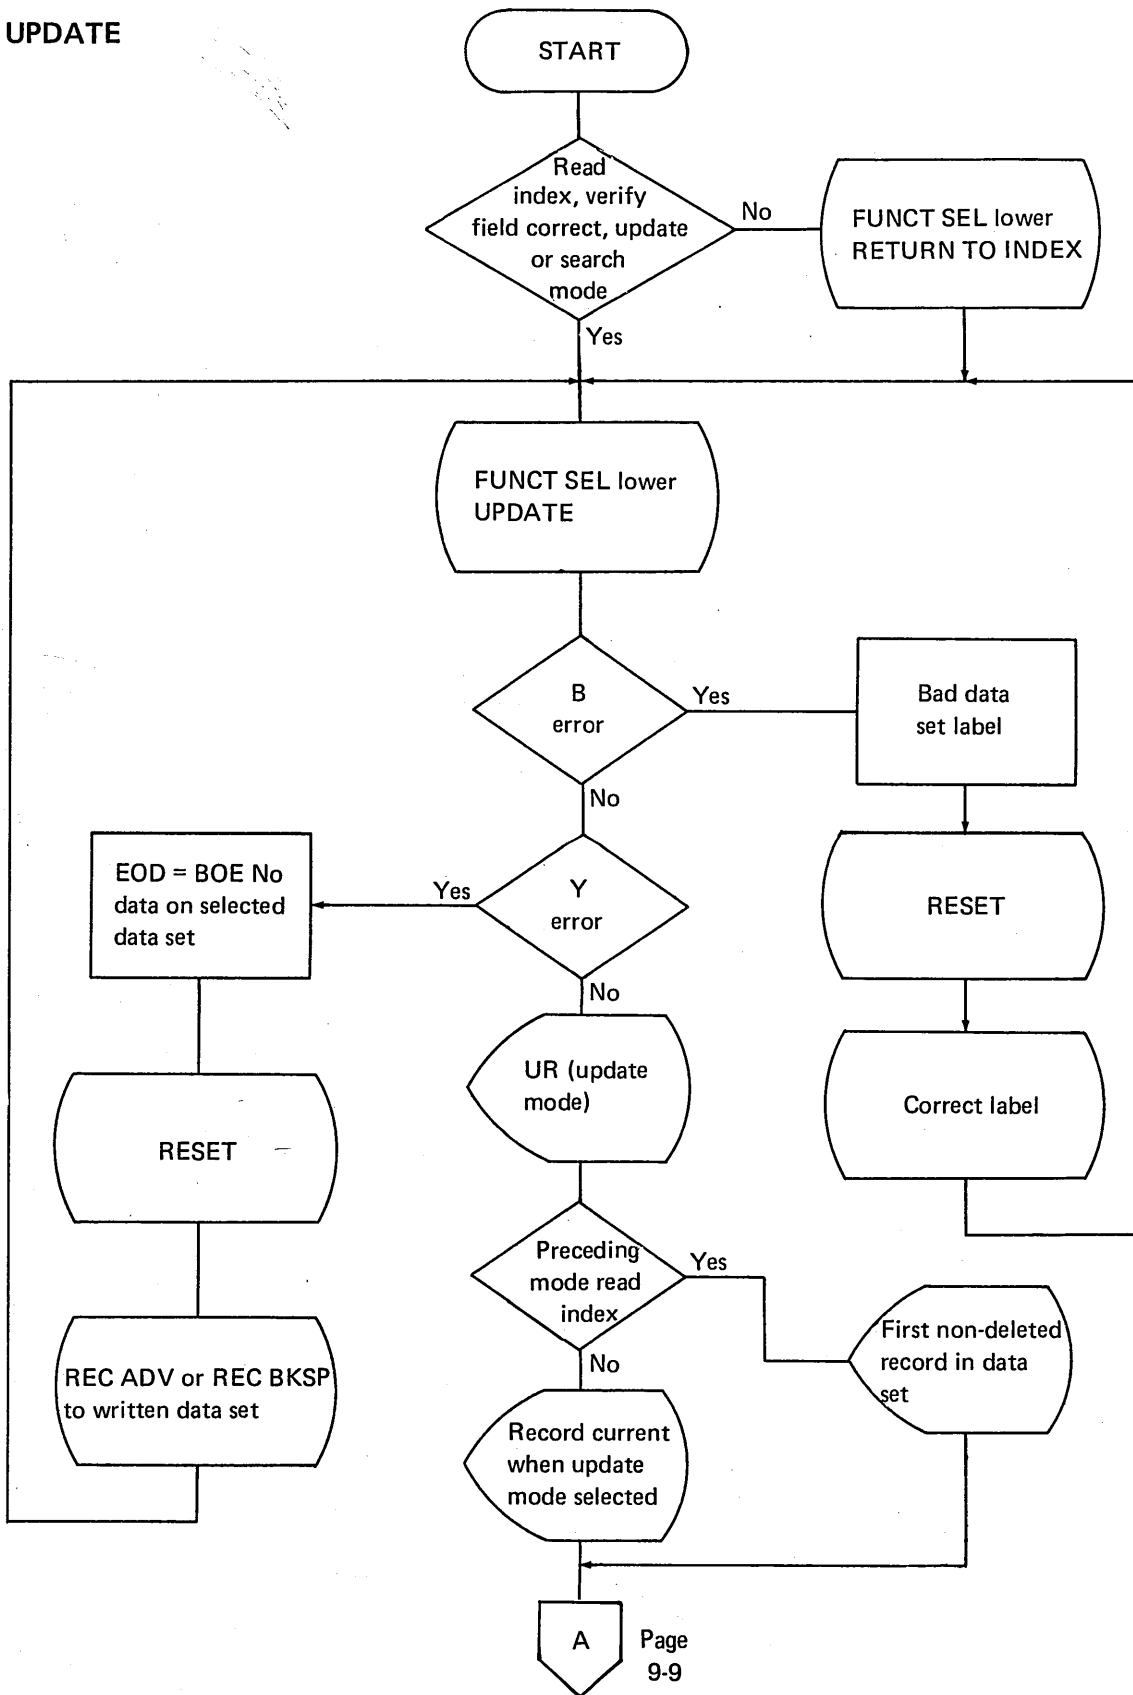 UPDATE
START
Read
index, verify
field correct, update
or search
mode
No
FUNCT SEL lower
RETURN TO INDEX
Yes
FUNCT SEL lower
UPDATE
B
error
Yes
Bad data
set label
No
EOD = BOE No
data on selected
data set
Yes
Y
error
RESET
No
UR (update
mode)
Correct label
RESET
Preceding
mode read
index
Yes
First non-deleted
record in data
set
No
REC ADV or REC BKSP
to written data set
Record current
when update
mode selected
A
Page
9-9